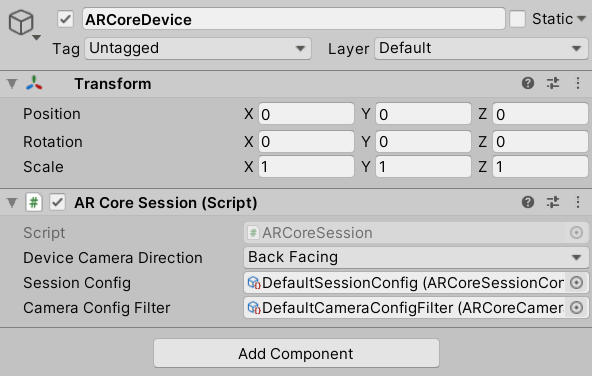 ARCoreDevice Static
Tag Untagged Layer Default
Transform
Position X 0 Y 0 Z 0
Rotation X 0 Y 0 Z 0
Scale X 1 Y 1 Z 1
# AR Core Session (Script)
Script # ARCoreSession
Device Camera Direction Back Facing
Session Config DefaultSessionConfig (ARCoreSessionCon
Camera Config Filter DefaultCameraConfigFilter (ARCoreCamer
Add Component